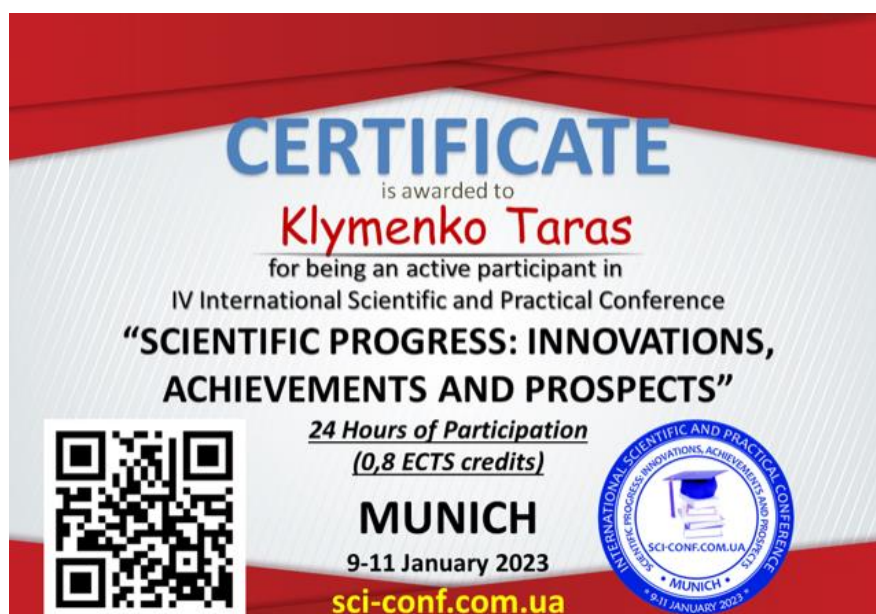 CERTIFICATE
is awarded to
Klymenko Taras
for being an active participant in
IV International Scientific and Practical Conference
“SCIENTIFIC PROGRESS: INNOVATIONS,
ACHIEVEMENTS AND PROSPECTS”
24 Hours of Participation
(0,8 ECTS credits)
MUNICH
9-11 January 2023
sci-conf.com.ua
INTERNATIONAL SCIENTIFIC AND PRACTICAL CONFERENCE
SCIENTIFIC PROGRESS: INNOVATIONS, ACHIEVEMENTS AND PROSPECTS
SCI-CONF.COM.UA
• MUNICH •
* 9-11 JANUARY 2023 *